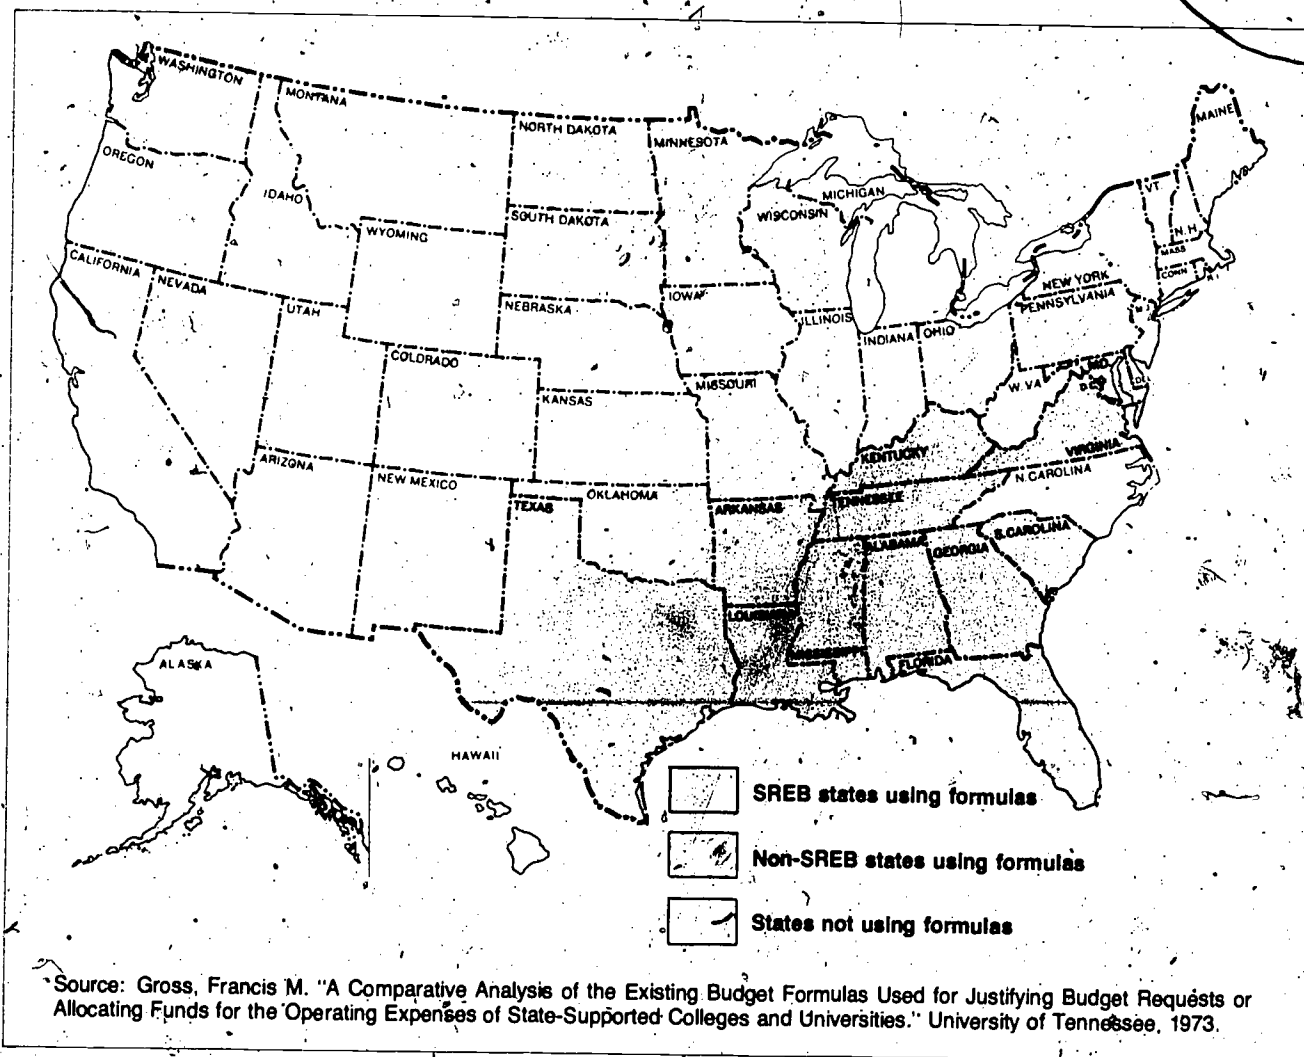 WASHINGTON
MONTANA
NORTH DAKOTA
MINNESOTA
MAINE
OREGON
IDAHO
VT.
MICHIGAN
WISCONSIN
SOUTH DAKOTA
WYOMING
N.H.
MASS
CALIFORNIA
NEVADA
CONN
R.I.
NEW YORK
IOWA
UTAH
NEBRASKA
PENNSYLVANIA
N.J.
ILLINOIS
INDIANA
OHIO
COLORADO
MD.
MISSOURI
W. VA
D.C.
DE
KANSAS
KENTUCKY
VIRGINIA
ARIZONA
NEW MEXICO
N. CAROLINA
OKLAHOMA
TEXAS
ARKANSAS
TENNESSEE
S. CAROLINA
ALABAMA
GEORGIA
LOUISIANA
MISSISSIPPI
FLORIDA
ALASKA
HAWAII
SREB states using formulas
Non-SREB states using formulas
States not using formulas
Source: Gross, Francis M. "A Comparative Analysis of the Existing Budget Formulas Used for Justifying Budget Requests or
Allocating Funds for the Operating Expenses of State-Supported Colleges and Universities." University of Tennessee, 1973.